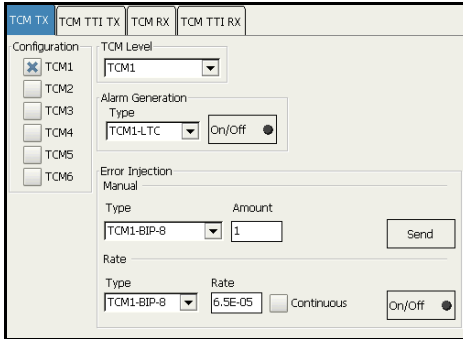 TCM TX TCM TTI TX TCM RX TCM TTI RX
Configuration
TCM1
TCM2
TCM3
TCM4
TCM5
TCM6
TCM Level
TCM1
Alarm Generation
Type
TCM1-LTC On/Off
Error Injection
Manual
Type Amount
TCM1-BIP-8 1 Send
Rate
Type Rate
TCM1-BIP-8 6.5E-05 Continuous On/Off